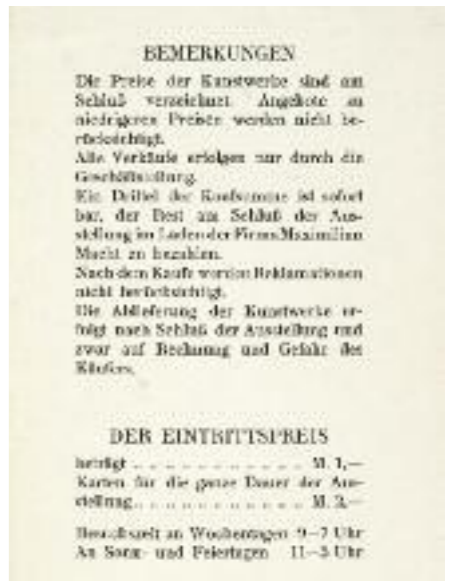 BEMERKUNGEN
Die Preise der Kunstwerke sind am
Schluß verzeichnet. Angebote zu
niedrigeren Preisen werden nicht be-
rücksichtigt.
Alle Verkäufe erfolgen nur durch die
Geschäftsleitung.
Ein Drittel der Kaufsumme ist sofort
bar, der Rest am Schluß der Aus-
stellung im Laden der Firma Maximilian
Macht zu bezahlen.
Nach dem Kaufe werden Reklamationen
nicht berücksichtigt.
Die Ablieferung der Kunstwerke er-
folgt nach Schluß der Ausstellung und
zwar auf Rechnung und Gefahr des
Käufers.
DER EINTRITTSPREIS
beträgt . . . . . . . . . . . . M. 1,—
Karten für die ganze Dauer der Aus-
stellung . . . . . . . . . . . . M.
Besuchszeit an Wochentagen 9–7 Uhr
An Sonn- und Feiertagen 11–5 Uhr